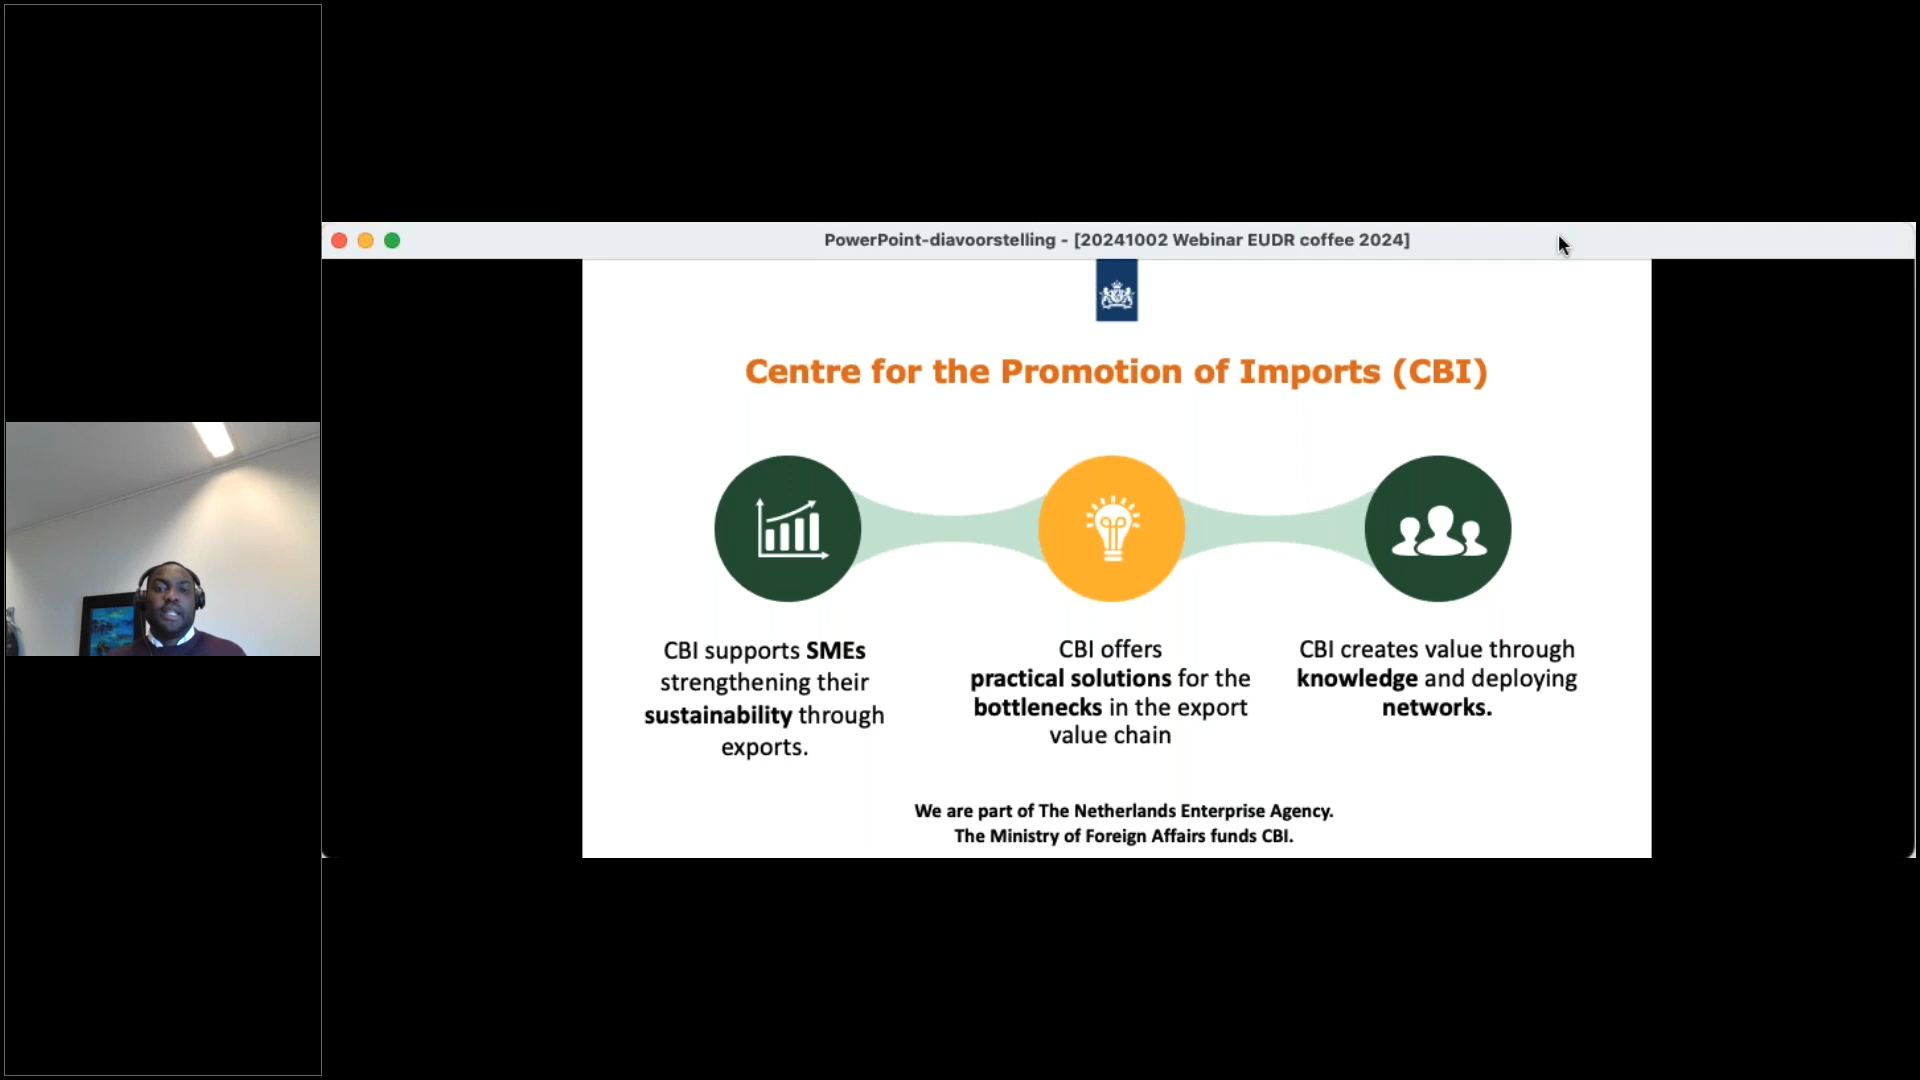 PowerPoint-diavoorstelling - [20241002 Webinar EUDR coffee 2024]
Centre for the Promotion of Imports (CBI)
CBI supports SMEs
strengthening their
sustainability through
exports.
CBI offers
practical solutions for the
bottlenecks in the export
value chain
CBI creates value through
knowledge and deploying
networks.
We are part of The Netherlands Enterprise Agency.
The Ministry of Foreign Affairs funds CBI.